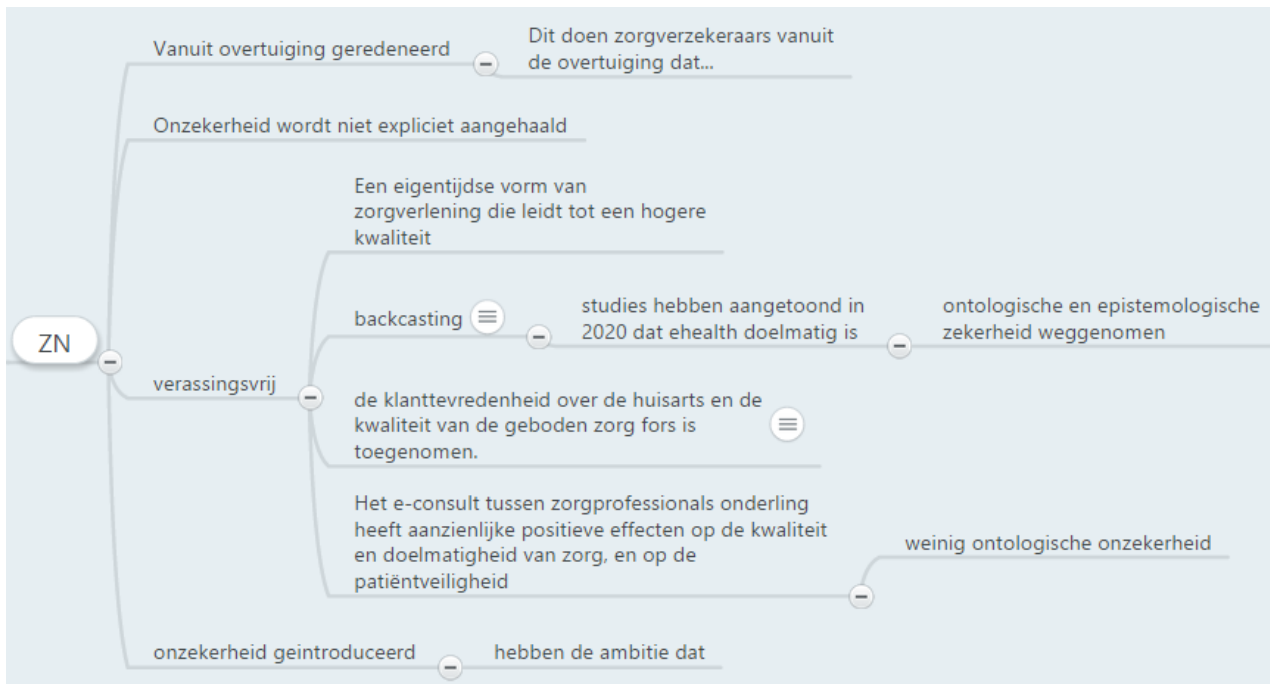 Vanuit overtuiging geredeneerd
Dit doen zorgverzekeraars vanuit
de overtuiging dat...
Onzekerheid wordt niet expliciet aangehaald
Een eigentijdse vorm van
zorgverlening die leidt tot een hogere
kwaliteit
backcasting
studies hebben aangetoond in
2020 dat ehealth doelmatig is
ontologische en epistemologische
zekerheid weggenomen
ZN
verassingsvrij
de klanttevredenheid over de huisarts en de
kwaliteit van de geboden zorg fors is
toegenomen.
Het e-consult tussen zorgprofessionals onderling
heeft aanzienlijke positieve effecten op de kwaliteit
en doelmatigheid van zorg, en op de
patiëntveiligheid
weinig ontologische onzekerheid
onzekerheid geintroduceerd
hebben de ambitie dat